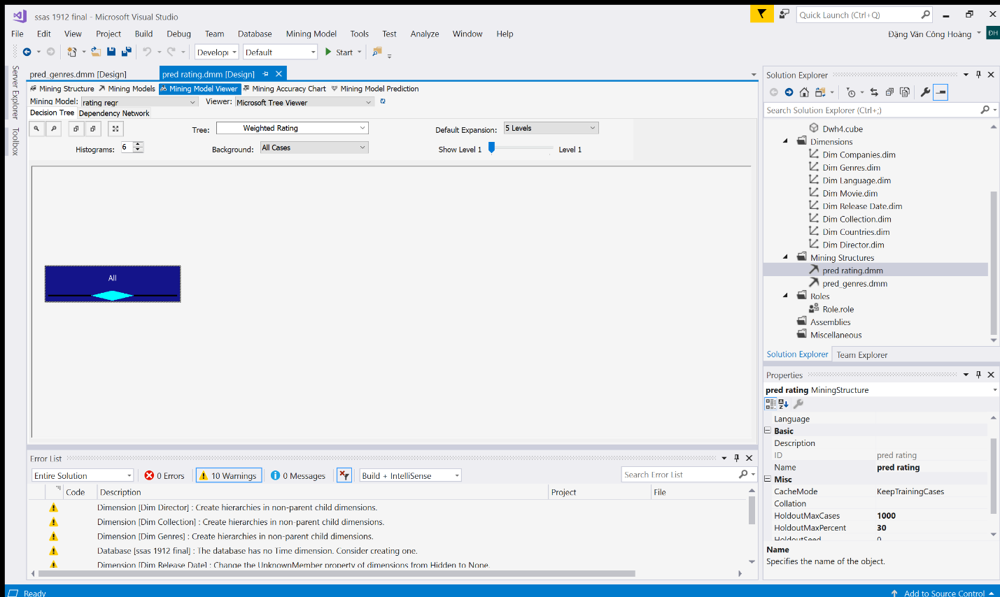 ssas 1912 final - Microsoft Visual Studio
Quick Launch (Ctrl+Q)
File Edit View Project Build Debug Team Database Mining Model Tools Test Analyze Window Help
Đặng Văn Công Hoàng
ĐH
Developi
Default
Start
Server Explorer
Toolbox
pred_genres.dmm [Design]
pred rating.dmm [Design]
Mining Structure
Mining Models
Mining Model Viewer
Mining Accuracy Chart
Mining Model Prediction
Mining Model: rating regr
Viewer: Microsoft Tree Viewer
Decision Tree
Dependency Network
Tree: Weighted Rating
Default Expansion: 5 Levels
Histograms: 6
Background: All Cases
Show Level 1
Level 1
All
Error List
Entire Solution
0 Errors
10 Warnings
0 Messages
Build + IntelliSense
Search Error List
Code Description Project File
Dimension [Dim Director] : Create hierarchies in non-parent child dimensions.
Dimension [Dim Collection] : Create hierarchies in non-parent child dimensions.
Dimension [Dim Genres] : Create hierarchies in non-parent child dimensions.
Database [ssas 1912 final] : The database has no Time dimension. Consider creating one.
Dimension [Dim Release Date] : Change the UnknownMember property of dimensions from Hidden to None.
Solution Explorer
Search Solution Explorer (Ctrl+;)
Dwh4.cube
Dimensions
Dim Companies.dim
Dim Genres.dim
Dim Language.dim
Dim Movie.dim
Dim Release Date.dim
Dim Collection.dim
Dim Countries.dim
Dim Director.dim
Mining Structures
pred rating.dmm
pred_genres.dmm
Roles
Role.role
Assemblies
Miscellaneous
Solution Explorer
Team Explorer
Properties
pred rating MiningStructure
Language
Basic
Description
ID pred rating
Name pred rating
Misc
CacheMode KeepTrainingCases
Collation
HoldoutMaxCases 1000
HoldoutMaxPercent 30
HoldoutSeed 0
Name
Specifies the name of the object.
Ready
Add to Source Control